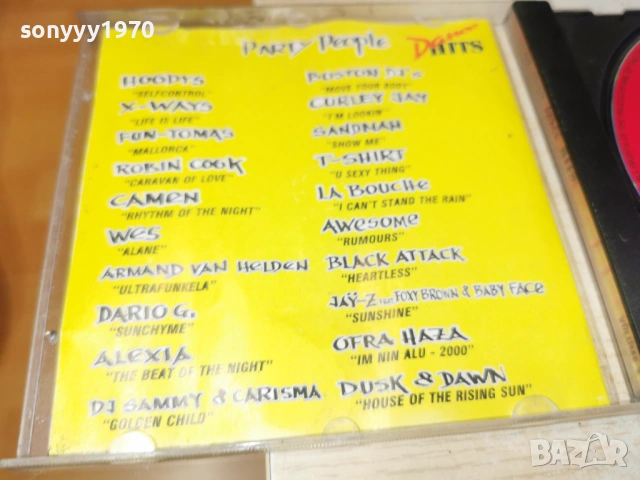 sonyyy1970
Party People
Dance HITS
HOODYS
"SELFCONTROL"
X-WAYS
"LIFE IS LIFE"
FUN-TOMAS
"MALLORCA"
ROBIN COOK
"CARAVAN OF LOVE"
CAMEN
"RHYTHM OF THE NIGHT"
WES
"ALANE"
ARMAND VAN HELDEN
"ULTRAFUNKELA"
DARIO G.
"SUNCHYME"
ALEXIA
"THE BEAT OF THE NIGHT"
DJ SAMMY & CARISMA
"GOLDEN CHILD"
BOSTON DJ's
"MOVE YOUR BODY"
CURLEY JAY
"I'M LOOKIN"
SANDMAN
"SHOW ME"
T-SHIRT
"U SEXY THING"
LA BOUCHE
"I CAN'T STAND THE RAIN"
AWESOME
"RUMOURS"
BLACK ATTACK
"HEARTLESS"
JAŸ-Z feat FOXY BROWN & BABY FACE
"SUNSHINE"
OFRA HAZA
"IM NIN ALU - 2000"
DUSK & DAWN
"HOUSE OF THE RISING SUN"
BAZAR